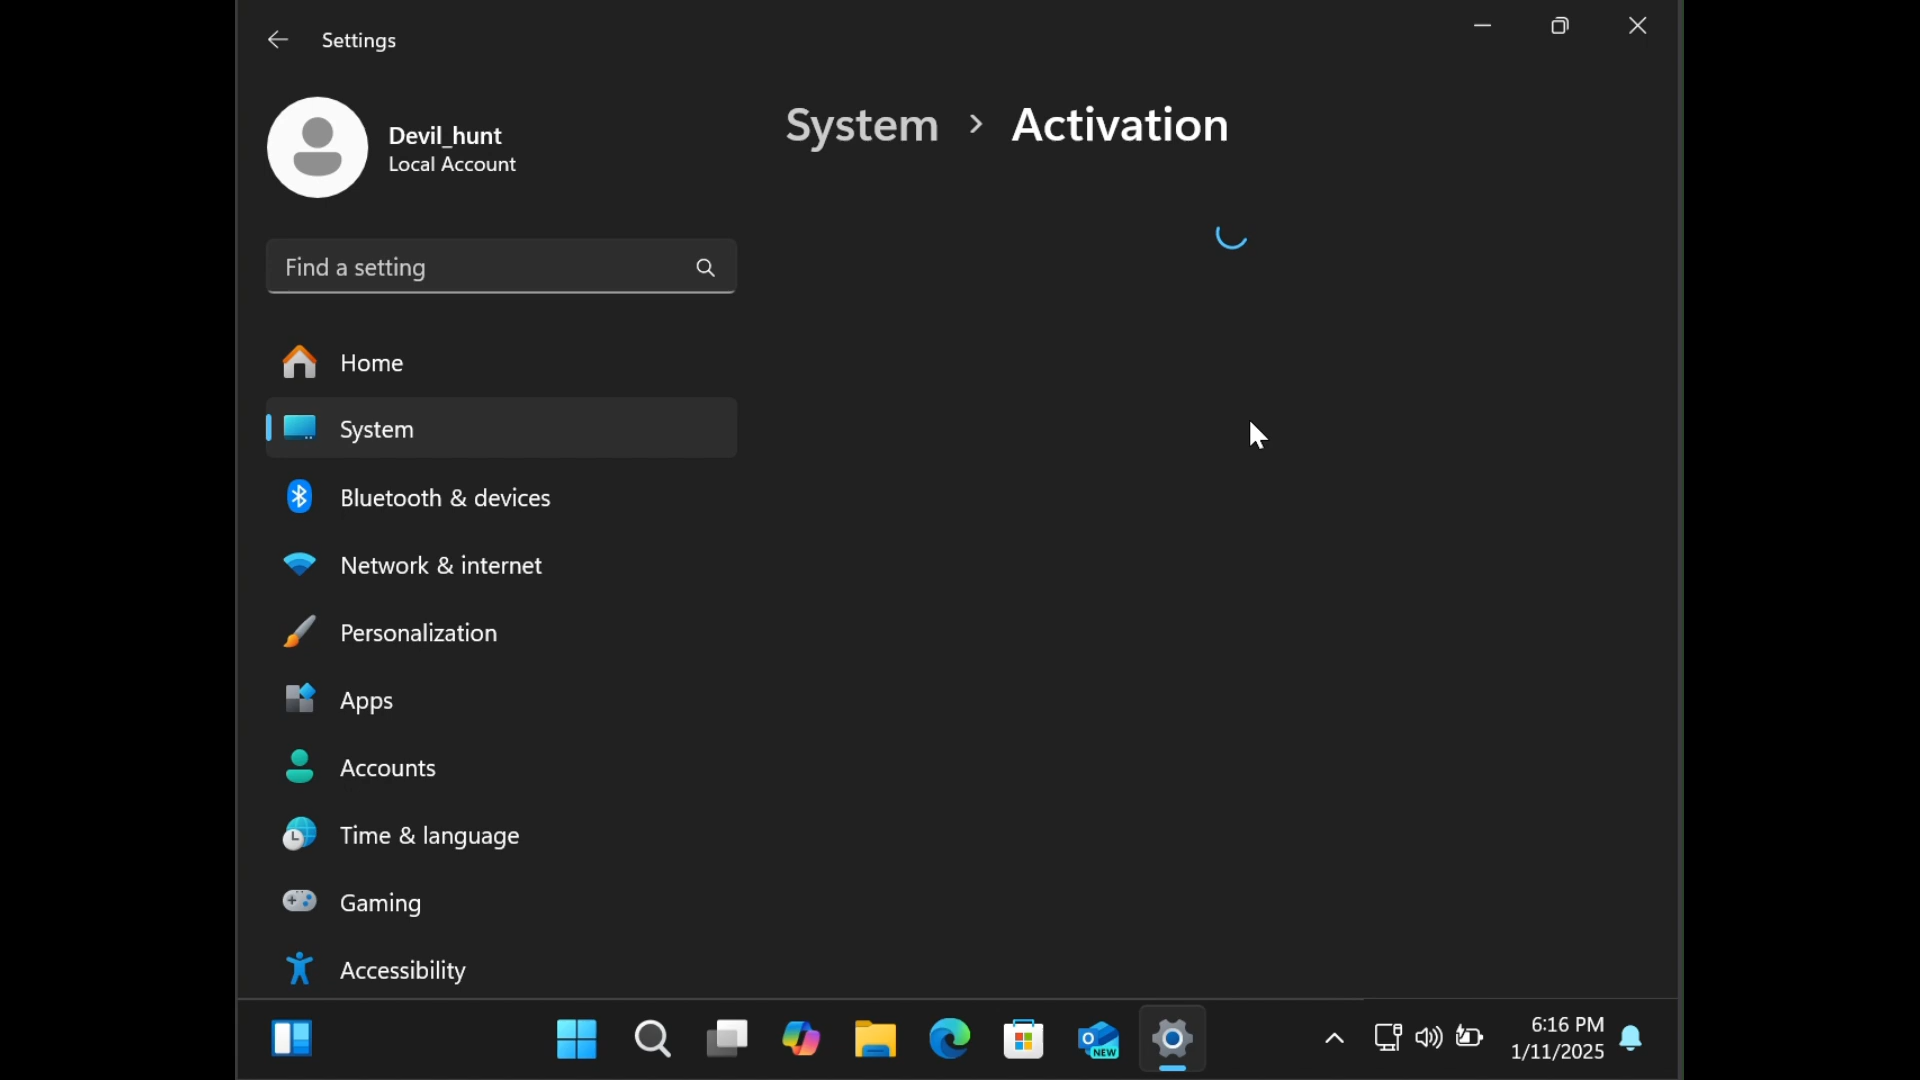 Settings
Devil_hunt
Local Account
System > Activation
Find a setting
Home
System
Bluetooth & devices
Network & internet
Personalization
Apps
Accounts
Time & language
Gaming
Accessibility
O
NEW
6:16 PM
1/11/2025